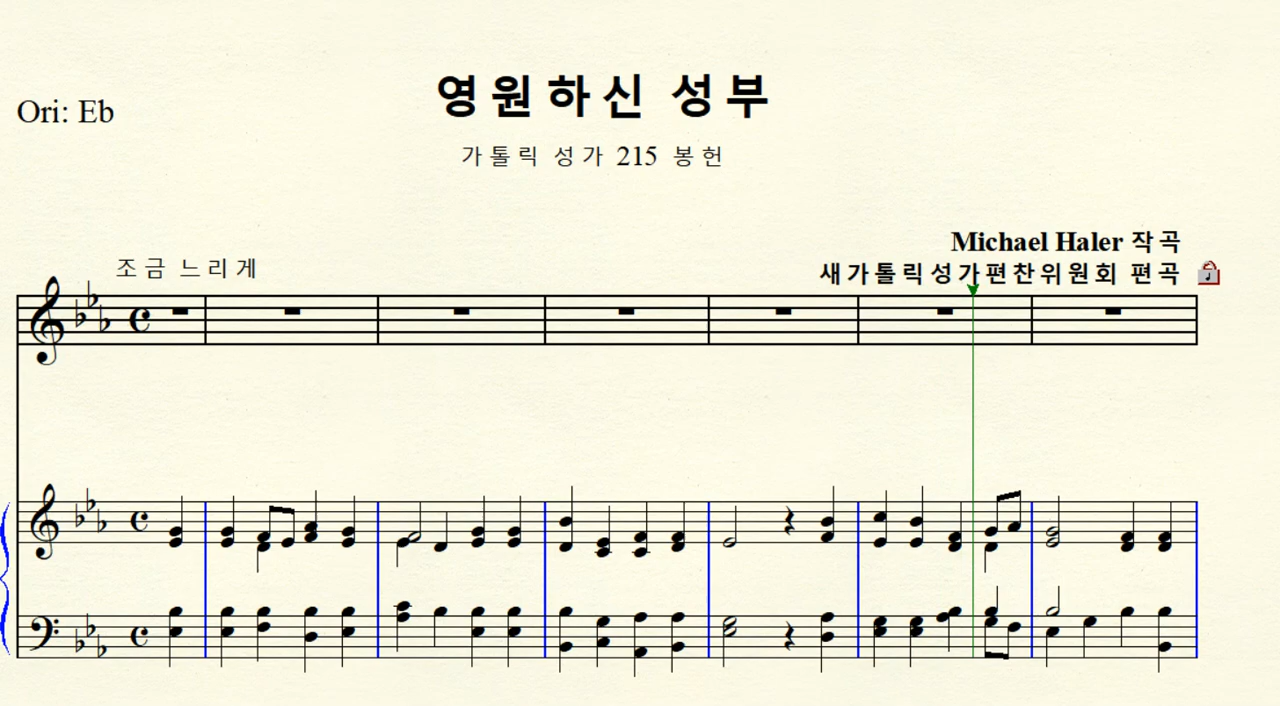 영원하신 성부
Ori: Eb
가톨릭 성가 215 봉헌
Michael Haler 작곡
조금 느리게
새가톨릭성가편찬위원회 편곡